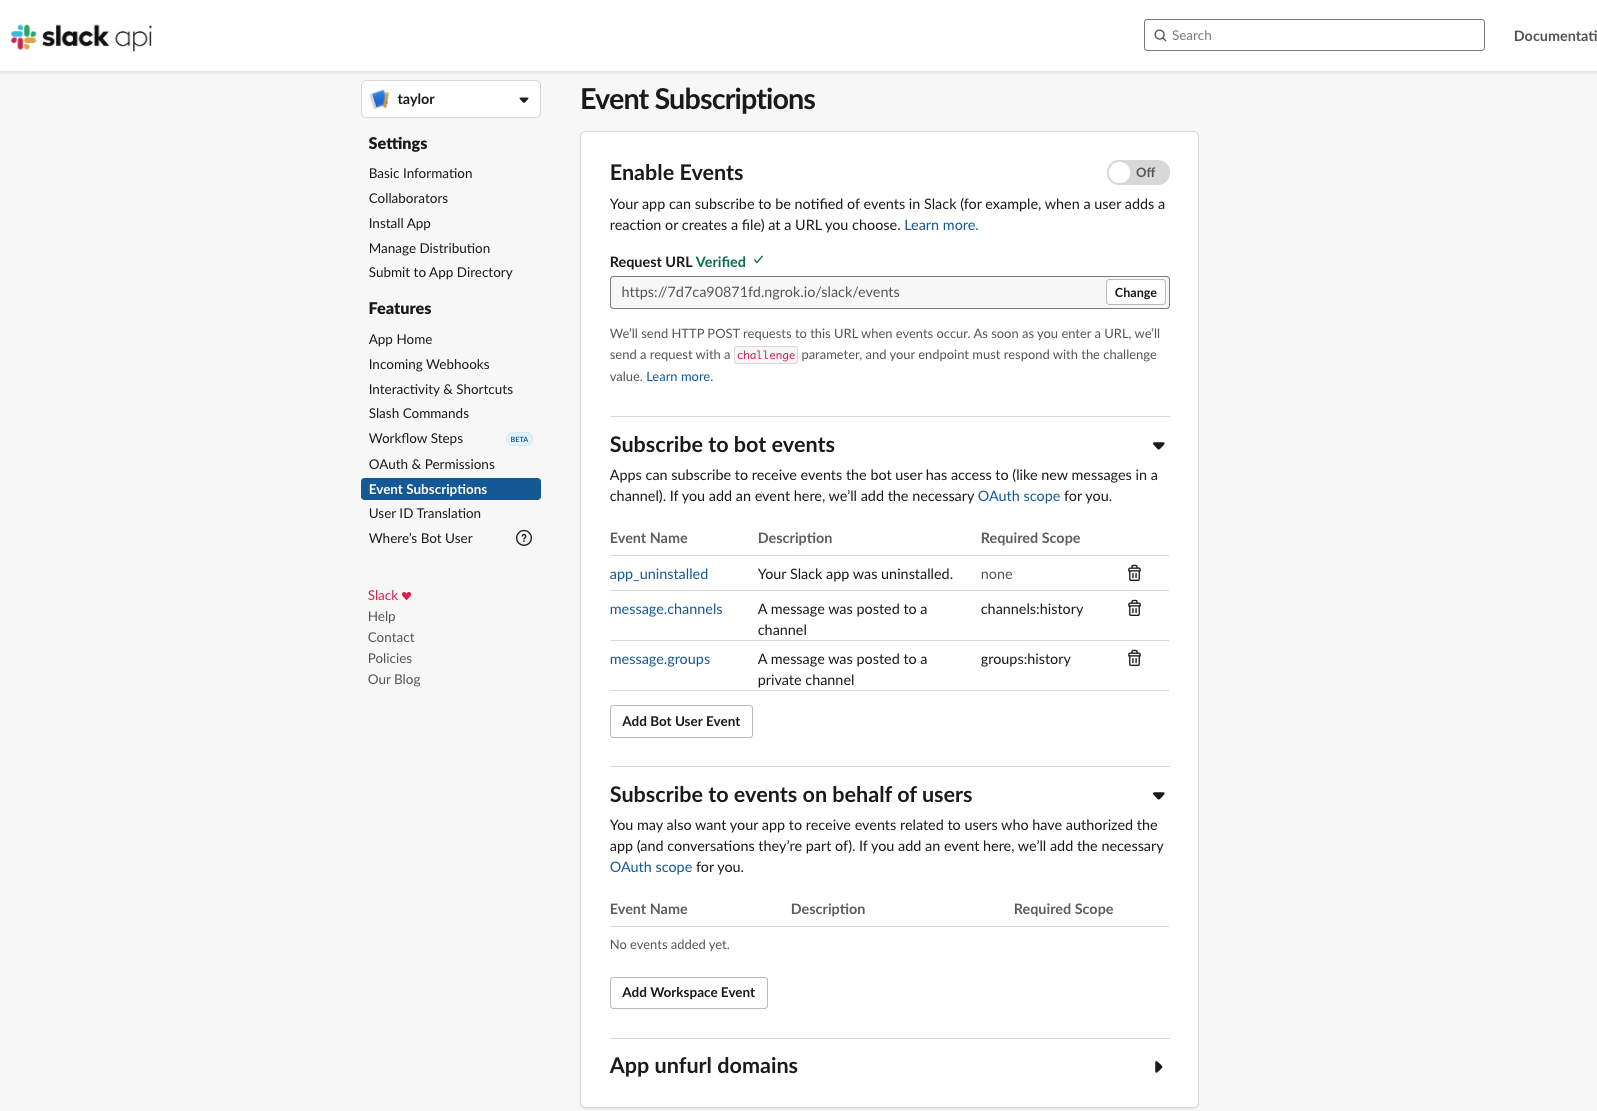 slack api
Search
Documentati
taylor
Settings
Basic Information
Collaborators
Install App
Manage Distribution
Submit to App Directory
Features
App Home
Incoming Webhooks
Interactivity & Shortcuts
Slash Commands
Workflow Steps BETA
OAuth & Permissions
Event Subscriptions
User ID Translation
Where's Bot User ?
Slack ♥
Help
Contact
Policies
Our Blog
Event Subscriptions
Enable Events Off
Your app can subscribe to be notified of events in Slack (for example, when a user adds a
reaction or creates a file) at a URL you choose. Learn more.
Request URL Verified ✓
https://7d7ca90871fd.ngrok.io/slack/events Change
We'll send HTTP POST requests to this URL when events occur. As soon as you enter a URL, we'll
send a request with a challenge parameter, and your endpoint must respond with the challenge
value. Learn more.
Subscribe to bot events
Apps can subscribe to receive events the bot user has access to (like new messages in a
channel). If you add an event here, we'll add the necessary OAuth scope for you.
Event Name Description Required Scope
app_uninstalled Your Slack app was uninstalled. none
message.channels A message was posted to a channels:history
channel
message.groups A message was posted to a groups:history
private channel
Add Bot User Event
Subscribe to events on behalf of users
You may also want your app to receive events related to users who have authorized the
app (and conversations they're part of). If you add an event here, we'll add the necessary
OAuth scope for you.
Event Name Description Required Scope
No events added yet.
Add Workspace Event
App unfurl domains